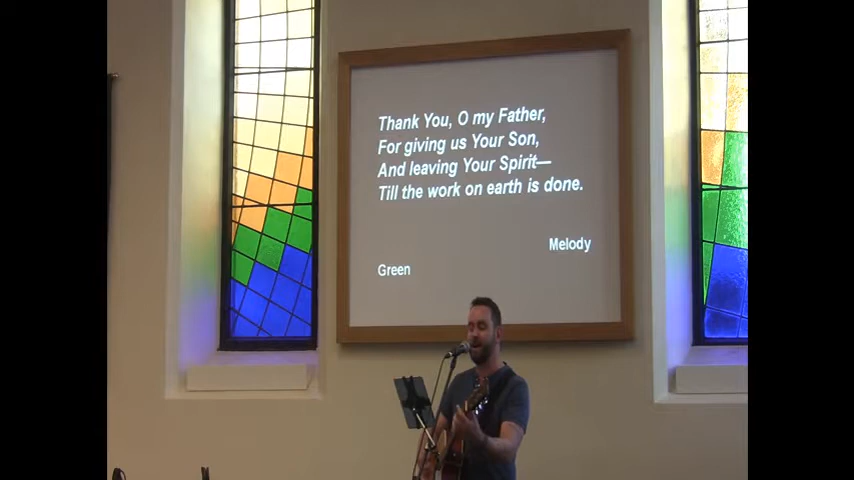 Thank You, O my Father,
For giving us Your Son,
And leaving Your Spirit—
Till the work on earth is done.
Melody
Green